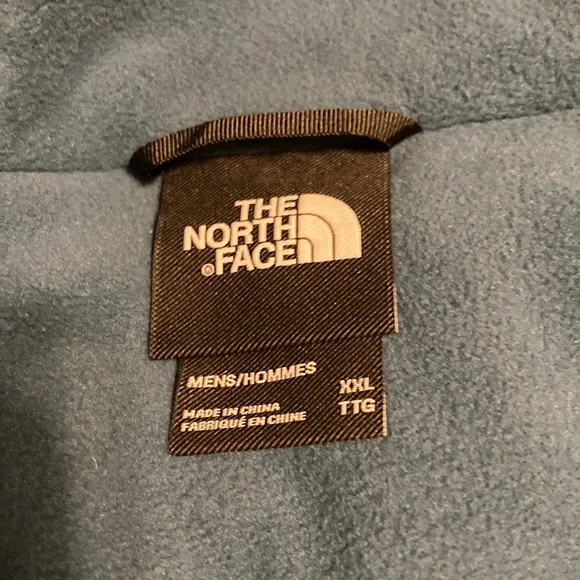 THE
NORTH
®FACE
MENS/HOMMES XXL
TTG
MADE IN CHINA
FABRIQUÉ EN CHINE